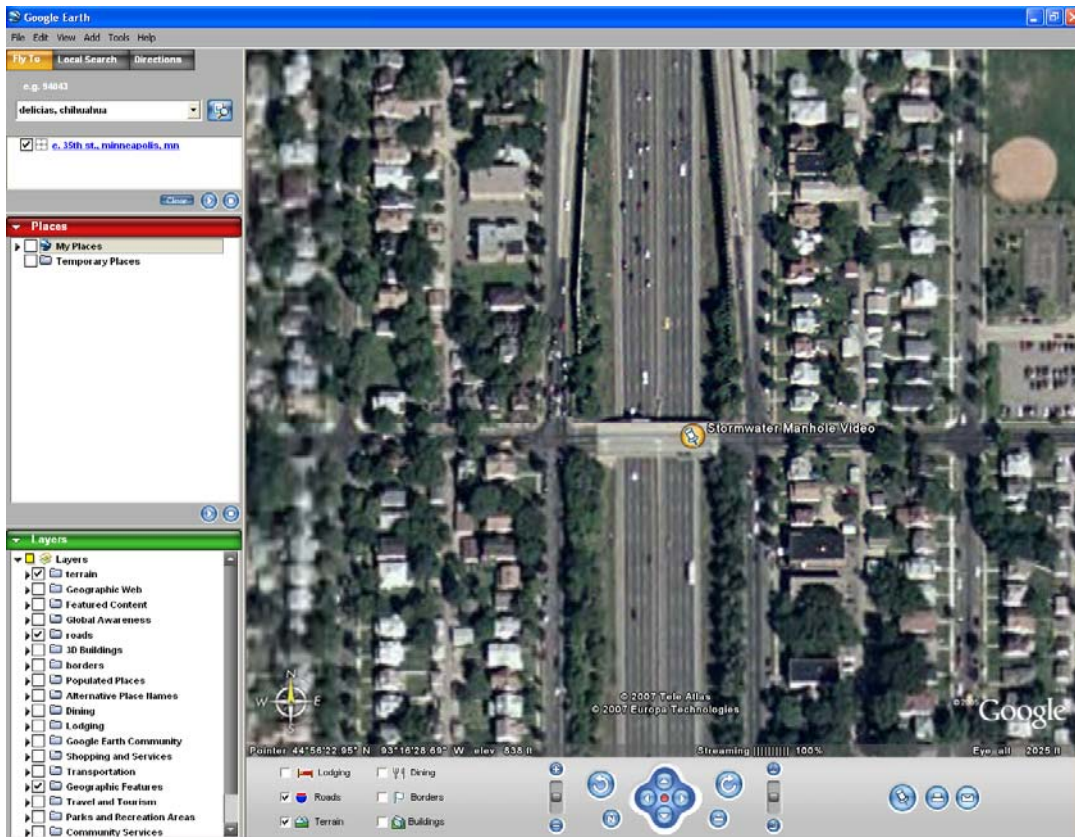 Google Earth
File Edit View Add Tools Help
Fly To Local Search Directions
e.g. 94043
delicias, chihuahua
e. 35th st., minneapolis, mn
Clear
Places
My Places
Temporary Places
Layers
Layers
terrain
Geographic Web
Featured Content
Global Awareness
roads
3D Buildings
borders
Populated Places
Alternative Place Names
Dining
Lodging
Google Earth Community
Shopping and Services
Transportation
Geographic Features
Travel and Tourism
Parks and Recreation Areas
Community Services
Stormwater Manhole Video
N
W E
S
© 2007 Tele Atlas
© 2007 Europa Technologies
Google
Pointer 44°56'22.95" N 93°16'28.69" W elev 838 ft Streaming |||||||||| 100% Eye alt 2025 ft
Lodging Dining
Roads Borders
Terrain Buildings
N